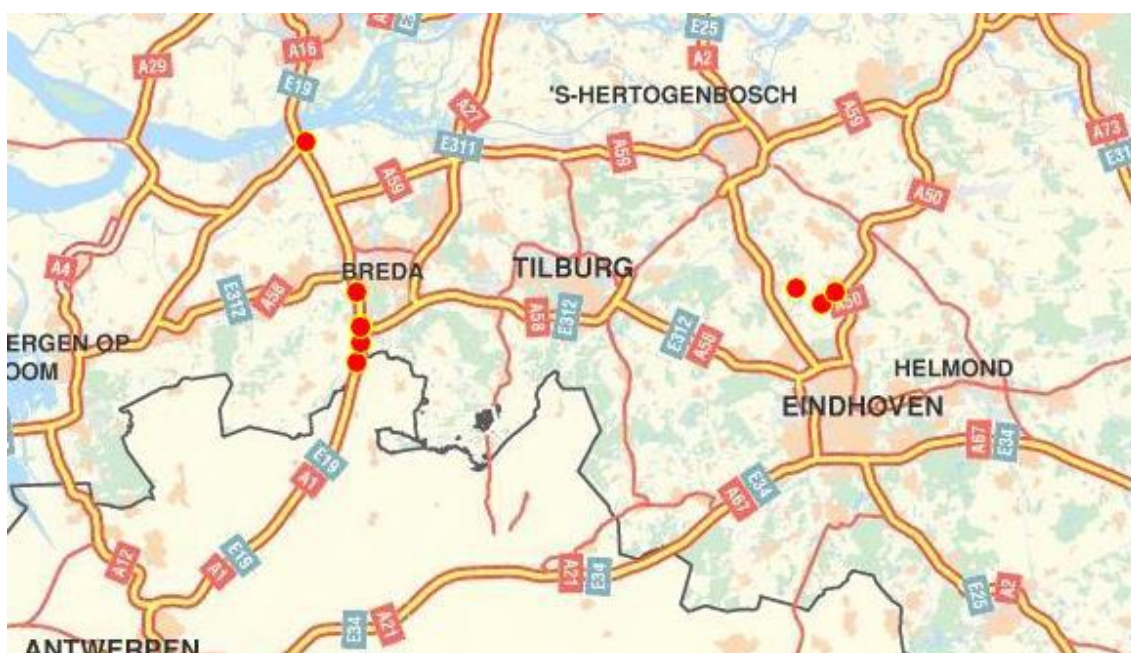 A5
E3
A16
E25
A2
A29
E19
A27
'S-HERTOGENBOSCH
A59
A73
E31
E311
A59
A59
A50
A4
BREDA
TILBURG
E312
A58
A58
E312
A50
E312
A58
ERGEN OP
OOM
HELMOND
EINDHOVEN
A67
E34
E19
A1
E34
A67
A12
E19
A1
A21
E34
E25
A2
E34
A21
ANTWERPEN